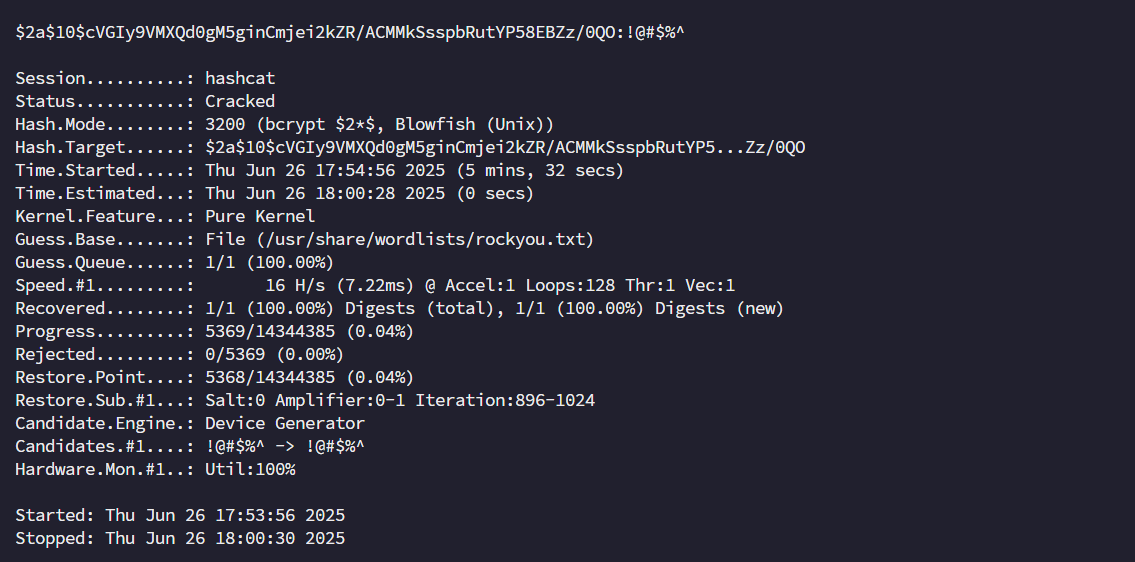 $2a$10$cVGIy9VMXQd0gM5ginCmjei2kZR/ACMMkSsspbRutYP58EBZz/0QO:!@#$%^
Session..........: hashcat
Status...........: Cracked
Hash.Mode........: 3200 (bcrypt $2*$, Blowfish (Unix))
Hash.Target......: $2a$10$cVGIy9VMXQd0gM5ginCmjei2kZR/ACMMkSsspbRutYP5...Zz/0QO
Time.Started.....: Thu Jun 26 17:54:56 2025 (5 mins, 32 secs)
Time.Estimated...: Thu Jun 26 18:00:28 2025 (0 secs)
Kernel.Feature...: Pure Kernel
Guess.Base.......: File (/usr/share/wordlists/rockyou.txt)
Guess.Queue......: 1/1 (100.00%)
Speed.#1.........:       16 H/s (7.22ms) @ Accel:1 Loops:128 Thr:1 Vec:1
Recovered........: 1/1 (100.00%) Digests (total), 1/1 (100.00%) Digests (new)
Progress.........: 5369/14344385 (0.04%)
Rejected.........: 0/5369 (0.00%)
Restore.Point....: 5368/14344385 (0.04%)
Restore.Sub.#1...: Salt:0 Amplifier:0-1 Iteration:896-1024
Candidate.Engine.: Device Generator
Candidates.#1....: !@#$%^ -> !@#$%^
Hardware.Mon.#1..: Util:100%
Started: Thu Jun 26 17:53:56 2025
Stopped: Thu Jun 26 18:00:30 2025